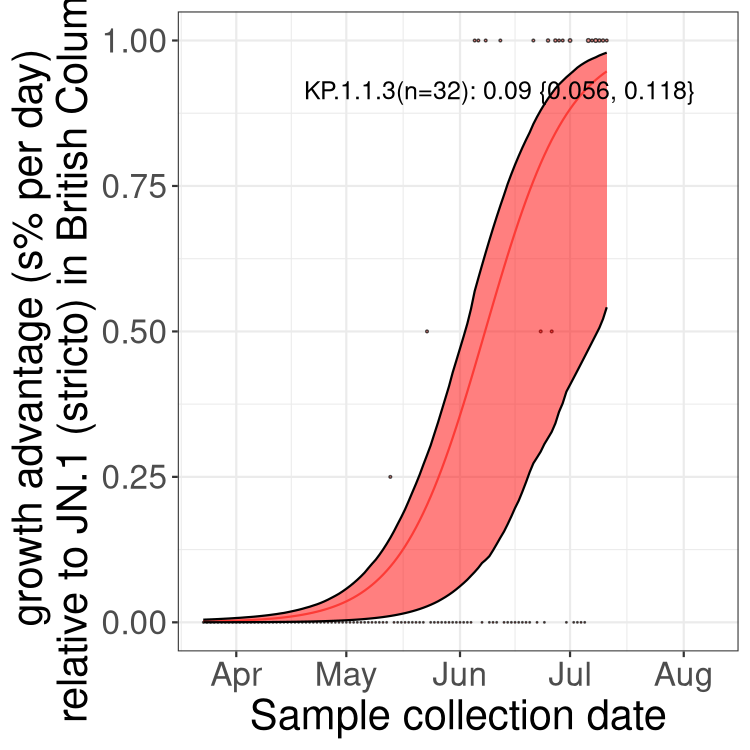 growth advantage (s% per day)
relative to JN.1 (stricto) in British Colum
1.00
0.75
0.50
0.25
0.00
KP.1.1.3(n=32): 0.09 {0.056, 0.118}
Apr May Jun Jul Aug
Sample collection date